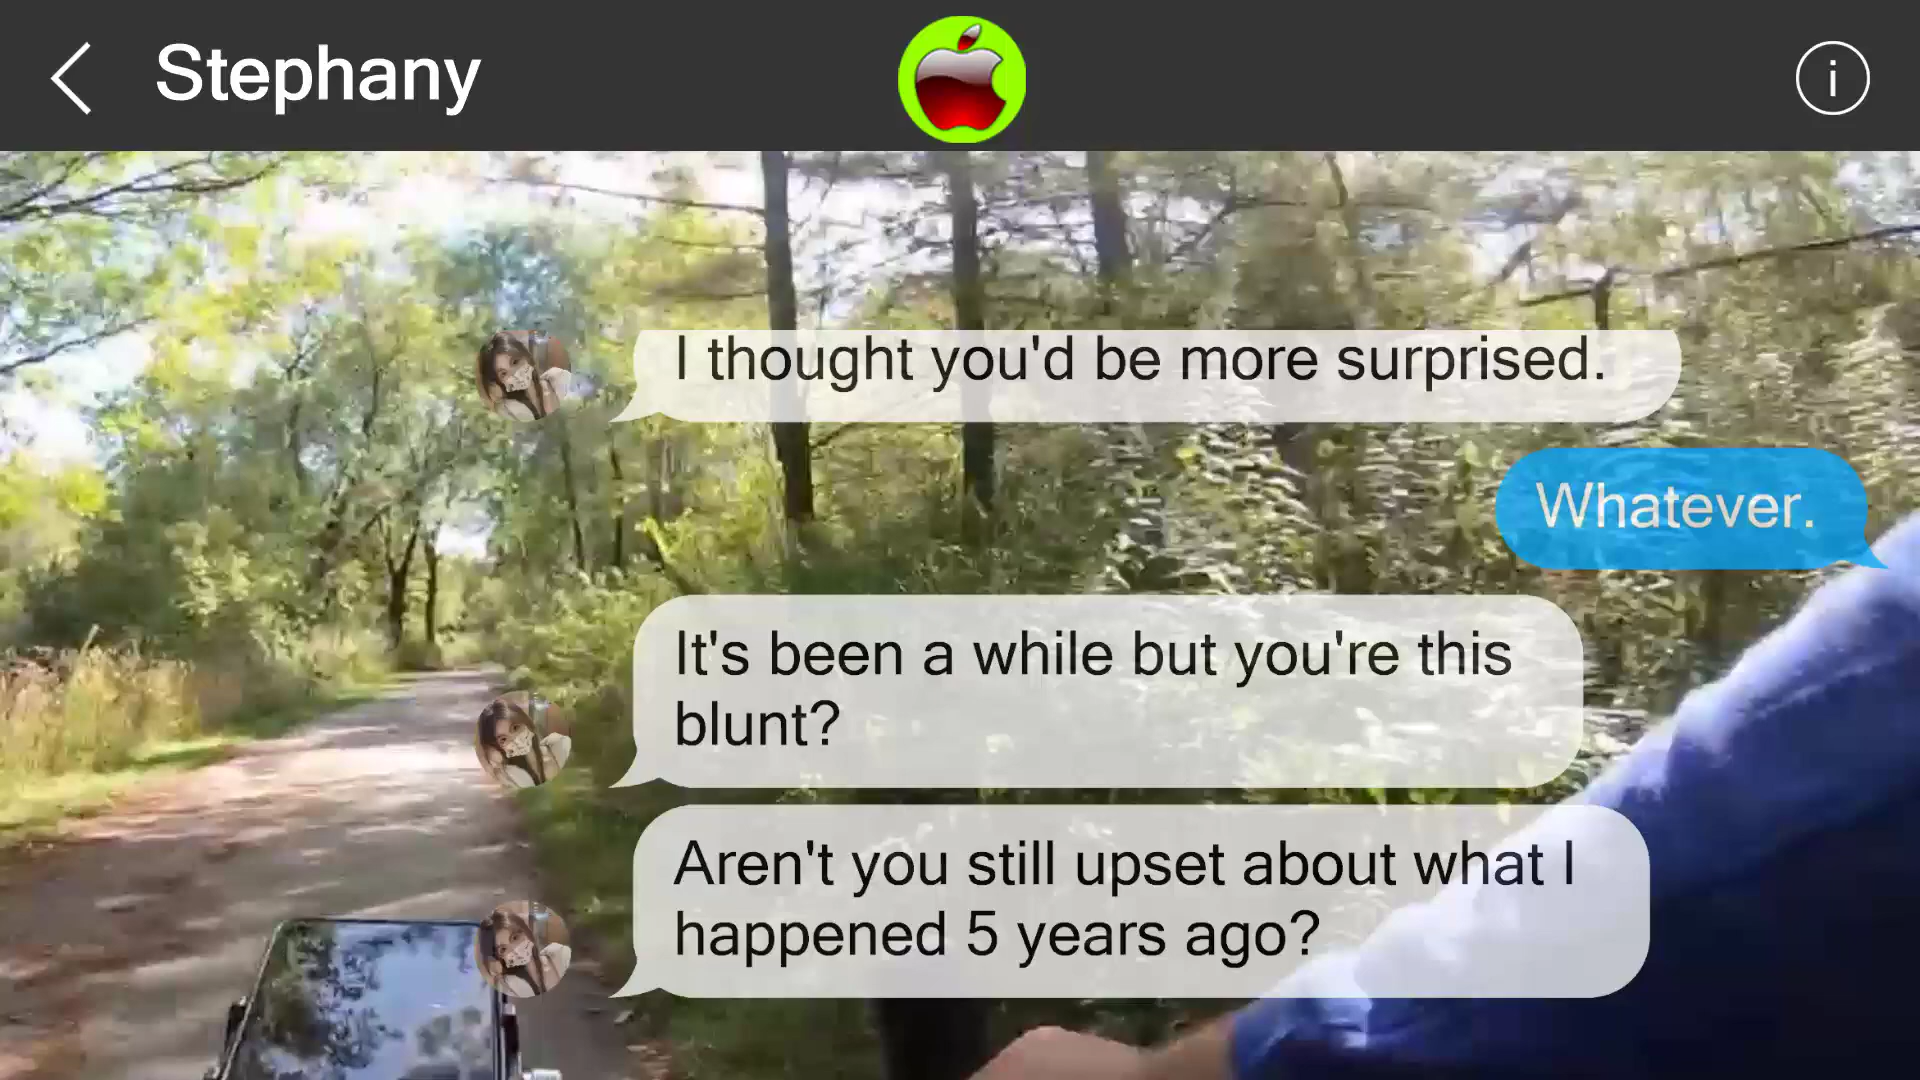 Stephany
i
I thought you'd be more surprised.
Whatever.
It's been a while but you're this
blunt?
Aren't you still upset about what I
happened 5 years ago?